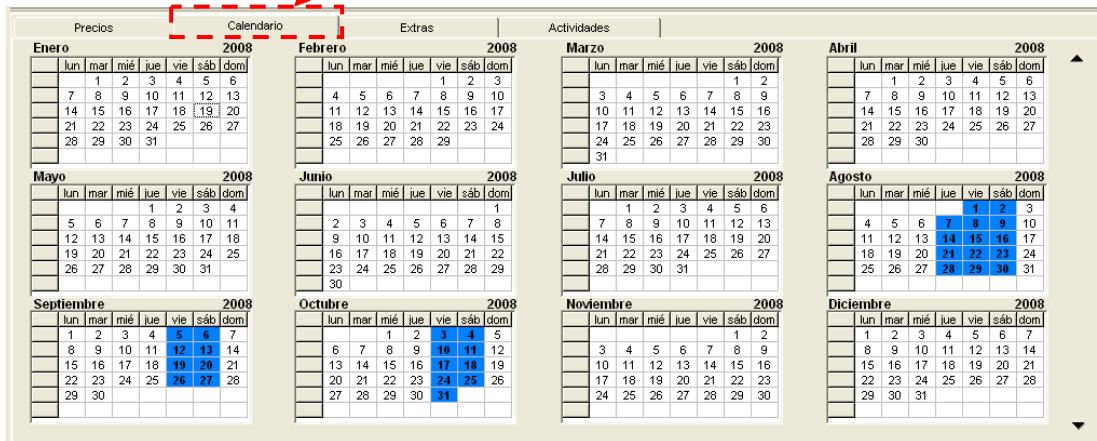 Precios Calendario Extras Actividades
Enero 2008 Febrero 2008 Marzo 2008 Abril 2008
lun mar mié jue vie sáb dom lun mar mié jue vie sáb dom lun mar mié jue vie sáb dom lun mar mié jue vie sáb dom
1 2 3 4 5 6 1 2 3 1 2 1 2 3 4 5 6
7 8 9 10 11 12 13 4 5 6 7 8 9 10 3 4 5 6 7 8 9 7 8 9 10 11 12 13
14 15 16 17 18 19 20 11 12 13 14 15 16 17 10 11 12 13 14 15 16 14 15 16 17 18 19 20
21 22 23 24 25 26 27 18 19 20 21 22 23 24 17 18 19 20 21 22 23 21 22 23 24 25 26 27
28 29 30 31 25 26 27 28 29 24 25 26 27 28 29 30 28 29 30
31
Mayo 2008 Junio 2008 Julio 2008 Agosto 2008
lun mar mié jue vie sáb dom lun mar mié jue vie sáb dom lun mar mié jue vie sáb dom lun mar mié jue vie sáb dom
1 2 3 4 1 1 2 3 4 5 6 1 2 3
5 6 7 8 9 10 11 2 3 4 5 6 7 8 7 8 9 10 11 12 13 4 5 6 7 8 9 10
12 13 14 15 16 17 18 9 10 11 12 13 14 15 14 15 16 17 18 19 20 11 12 13 14 15 16 17
19 20 21 22 23 24 25 16 17 18 19 20 21 22 21 22 23 24 25 26 27 18 19 20 21 22 23 24
26 27 28 29 30 31 23 24 25 26 27 28 29 28 29 30 31 25 26 27 28 29 30 31
30
Septiembre 2008 Octubre 2008 Noviembre 2008 Diciembre 2008
lun mar mié jue vie sáb dom lun mar mié jue vie sáb dom lun mar mié jue vie sáb dom lun mar mié jue vie sáb dom
1 2 3 4 5 6 7 1 2 3 4 5 1 2 1 2 3 4 5 6 7
8 9 10 11 12 13 14 6 7 8 9 10 11 12 3 4 5 6 7 8 9 8 9 10 11 12 13 14
15 16 17 18 19 20 21 13 14 15 16 17 18 19 10 11 12 13 14 15 16 15 16 17 18 19 20 21
22 23 24 25 26 27 28 20 21 22 23 24 25 26 17 18 19 20 21 22 23 22 23 24 25 26 27 28
29 30 27 28 29 30 31 24 25 26 27 28 29 30 29 30 31